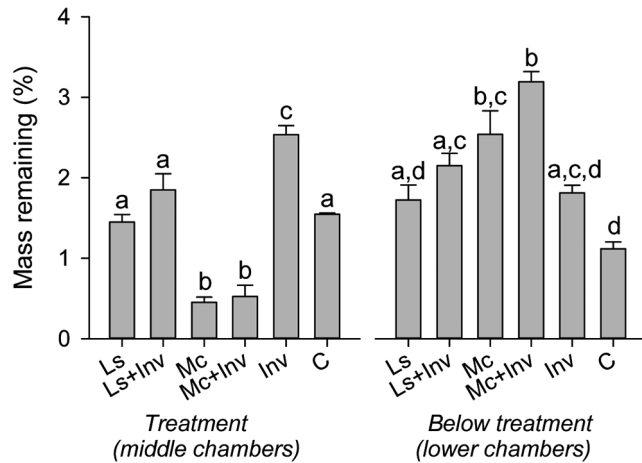 Mass remaining (%)
4
3
2
1
0
a
a
b
b
c
a
a,d
a,c
b,c
b
a,c,d
d
Ls
Ls+Inv
Mc
Mc+Inv
Inv
C
Ls
Ls+Inv
Mc
Mc+Inv
Inv
C
Treatment
(middle chambers)
Below treatment
(lower chambers)